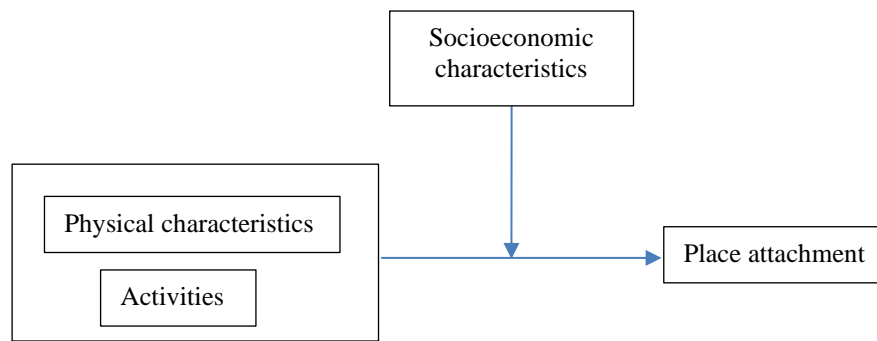 Socioeconomic
characteristics
Physical characteristics
Activities
Place attachment